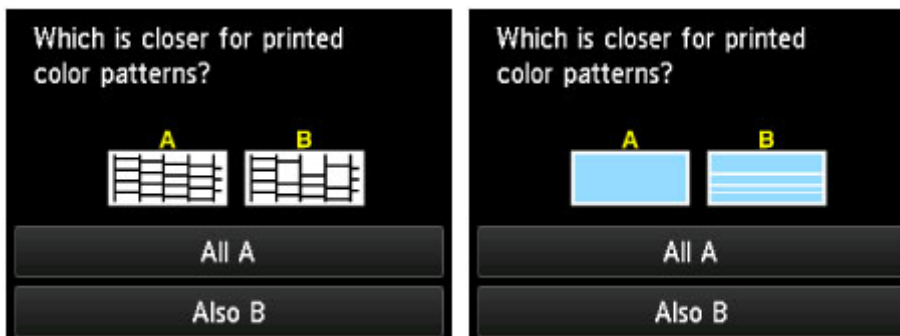 Which is closer for printed
color patterns?
A B
All A
Also B
Which is closer for printed
color patterns?
A B
All A
Also B